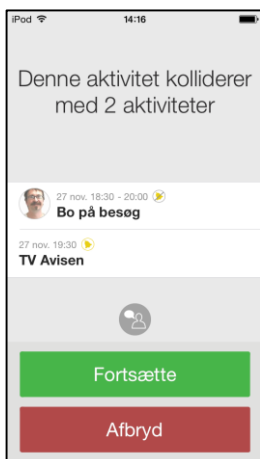 iPod 14:16
Denne aktivitet kolliderer
med 2 aktiviteter
27 nov. 18:30 - 20:00
Bo på besøg
27 nov. 19:30
TV Avisen
Fortsætte
Afbryd